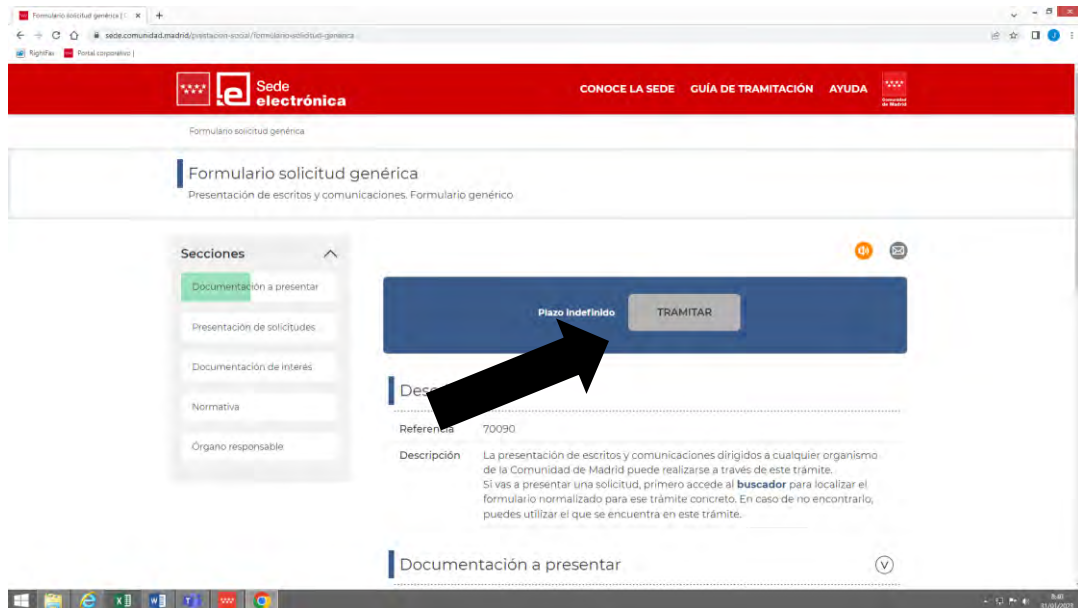 Formulario solicitud genérica | C
sede.comunidad.madrid/prestacion-social/formulario-solicitud-generica
RightFax Portal corporativo |
Sede
electrónica
CONOCE LA SEDE GUÍA DE TRAMITACIÓN AYUDA
Comunidad
de Madrid
Formulario solicitud genérica
Formulario solicitud genérica
Presentación de escritos y comunicaciones. Formulario genérico
Secciones
Documentación a presentar
Presentación de solicitudes
Documentación de interés
Normativa
Órgano responsable
Plazo indefinido TRAMITAR
Referencia 70090
Descripción La presentación de escritos y comunicaciones dirigidos a cualquier organismo
de la Comunidad de Madrid puede realizarse a través de este trámite.
Si vas a presentar una solicitud, primero accede al buscador para localizar el
formulario normalizado para ese trámite concreto. En caso de no encontrarlo,
puedes utilizar el que se encuentra en este trámite.
Documentación a presentar
8:40